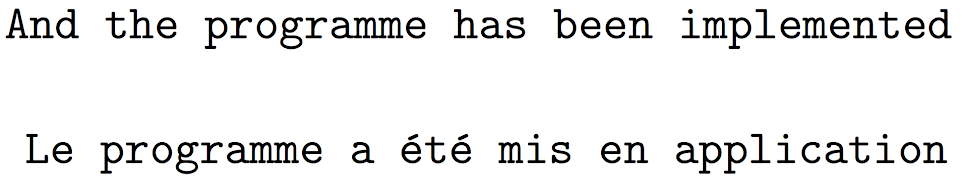 And the programme has been implemented
Le programme a été mis en application